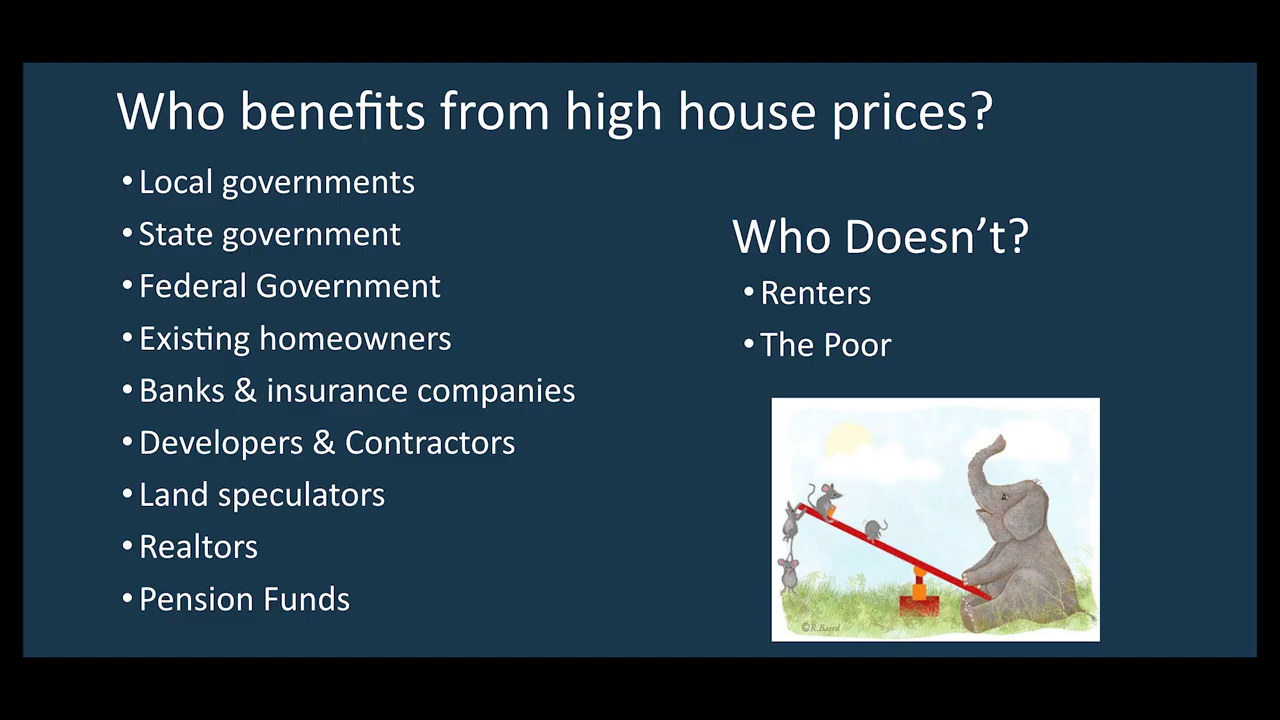 Who benefits from high house prices?
•Local governments
•State government
•Federal Government
•Existing homeowners
•Banks & insurance companies
•Developers & Contractors
•Land speculators
•Realtors
•Pension Funds
Who Doesn’t?
•Renters
•The Poor
©R.Baird